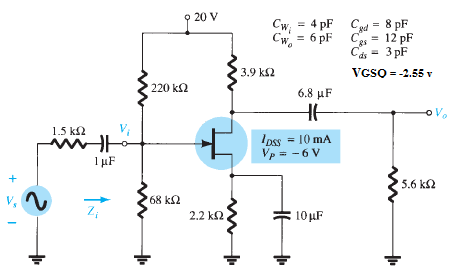 20 V
C_Wi = 4 pF C_gd = 8 pF
C_Wo = 6 pF C_gs = 12 pF
C_ds = 3 pF
VGSQ = -2.55 v
3.9 kΩ
220 kΩ
6.8 µF
V_o
1.5 kΩ
V_i
1 µF
I_DSS = 10 mA
V_P = – 6 V
+
V_s
–
Z_i
68 kΩ
2.2 kΩ
10 µF
5.6 kΩ